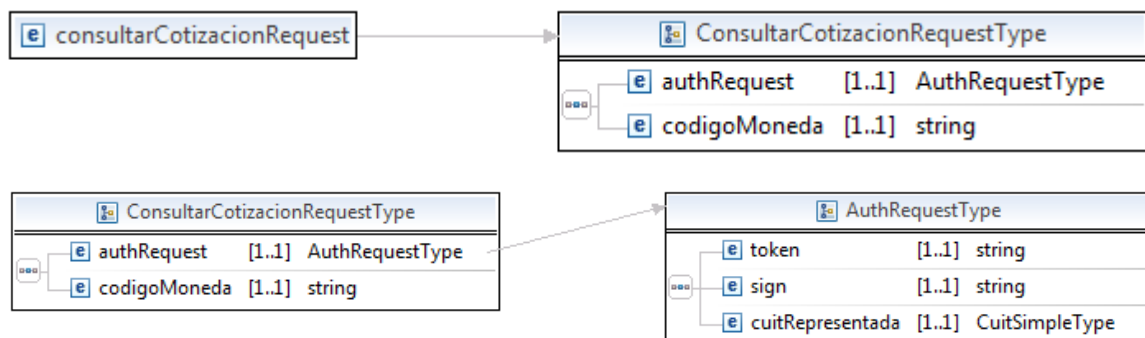 e consultarCotizacionRequest
ConsultarCotizacionRequestType
e authRequest [1..1] AuthRequestType
e codigoMoneda [1..1] string
ConsultarCotizacionRequestType
e authRequest [1..1] AuthRequestType
e codigoMoneda [1..1] string
AuthRequestType
e token [1..1] string
e sign [1..1] string
e cuitRepresentada [1..1] CuitSimpleType